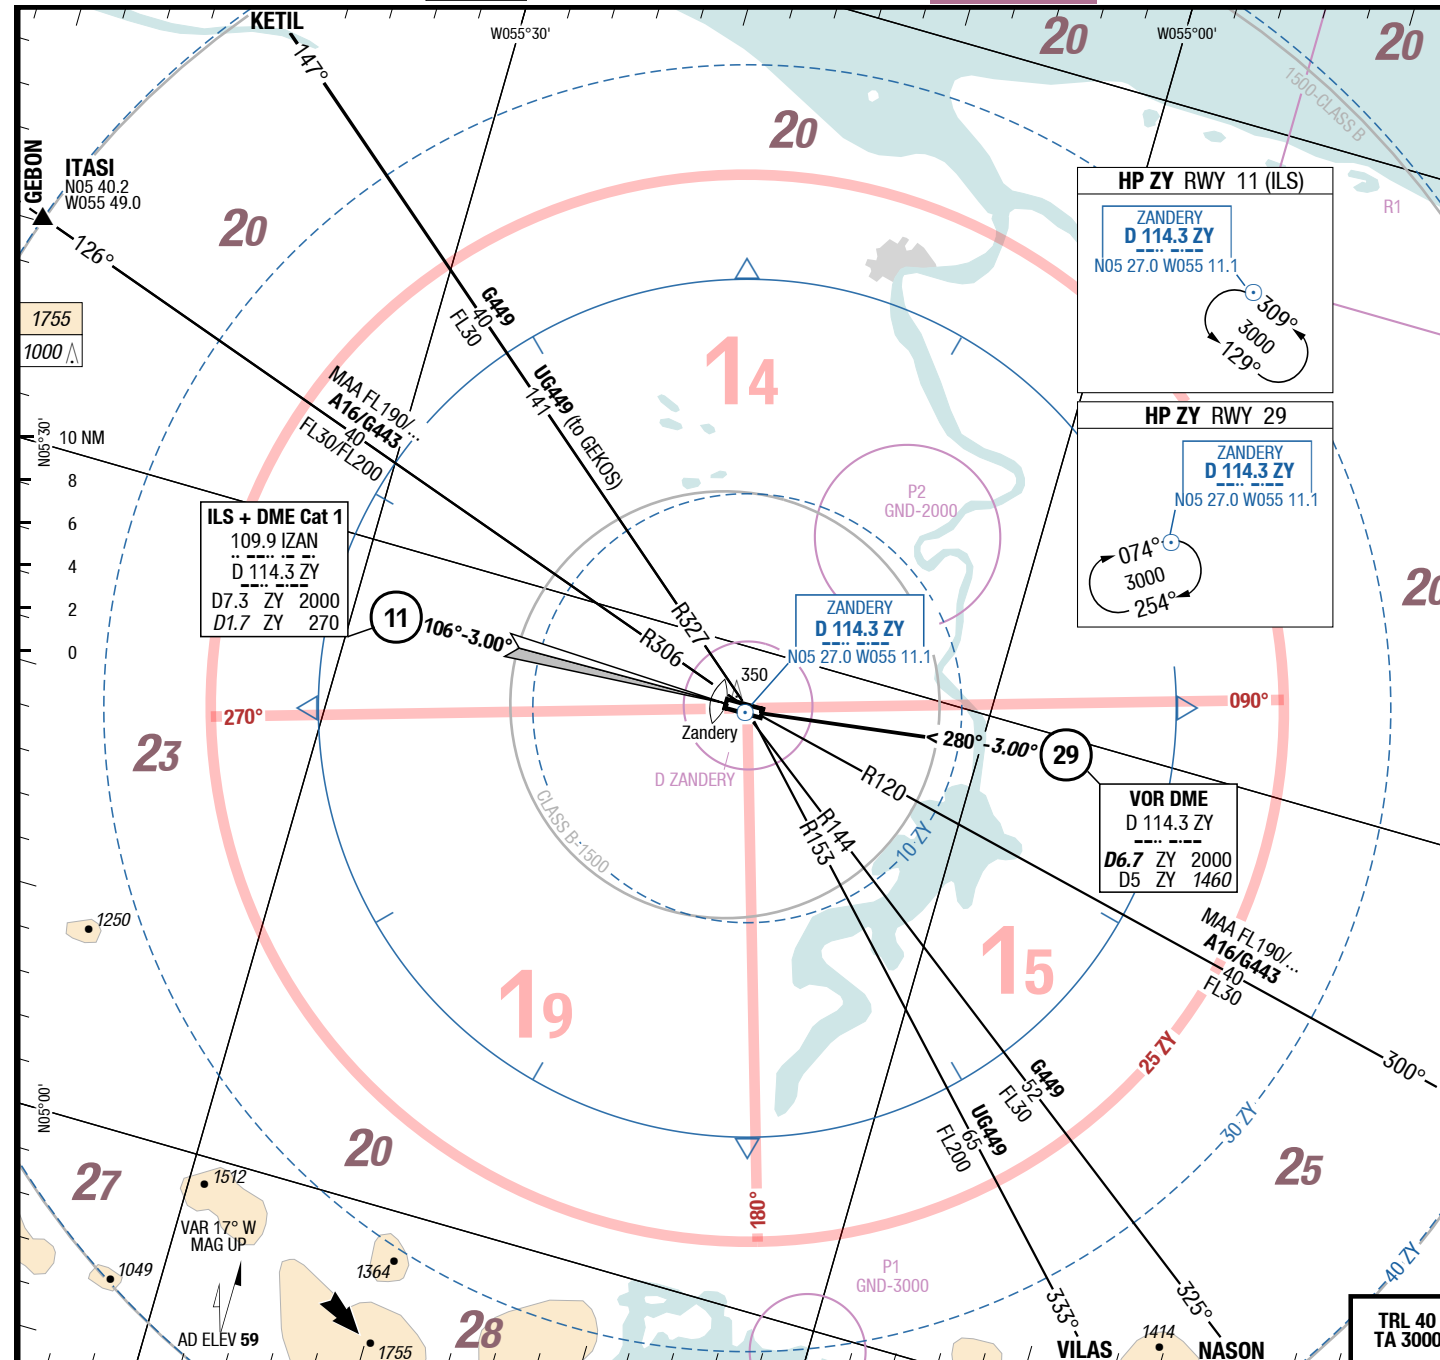 KETIL
147°
W055°30'
20
W055°00'
20
1500-CLASS B
20
GEBON
ITASI
N05 40.2
W055 49.0
126°
20
R1
HP ZY RWY 11 (ILS)
ZANDERY
D 114.3 ZY
N05 27.0 W055 11.1
309°
3000
129°
1755
1000
G449
40
FL30
14
MAA FL190/...
A16/G443
40
FL30/FL200
UG449 (to GEKOS)
141
HP ZY RWY 29
ZANDERY
D 114.3 ZY
N05 27.0 W055 11.1
074°
3000
254°
N05°30'
10 NM
8
6
4
2
0
P2
GND-2000
ILS + DME Cat 1
109.9 IZAN
D 114.3 ZY
D7.3 ZY 2000
D1.7 ZY 270
11
106°-3.00°
R327
R306
ZANDERY
D 114.3 ZY
N05 27.0 W055 11.1
20
350
270°
090°
Zandery
23
D ZANDERY
< 280°-3.00°
29
R120
VOR DME
D 114.3 ZY
D6.7 ZY 2000
D5 ZY 1460
CLASS B:1500
R144
R153
10 ZY
1250
MAA FL190/...
A16/G443
40
FL30
15
19
25 ZY
300°
G449
52
FL30
UG449
65
FL200
N05°00'
30 ZY
20
27
25
1512
180°
VAR 17° W
MAG UP
1049
1364
P1
GND-3000
40 ZY
AD ELEV 59
1755
28
333°
325°
1414
VILAS
NASON
TRL 40
TA 3000